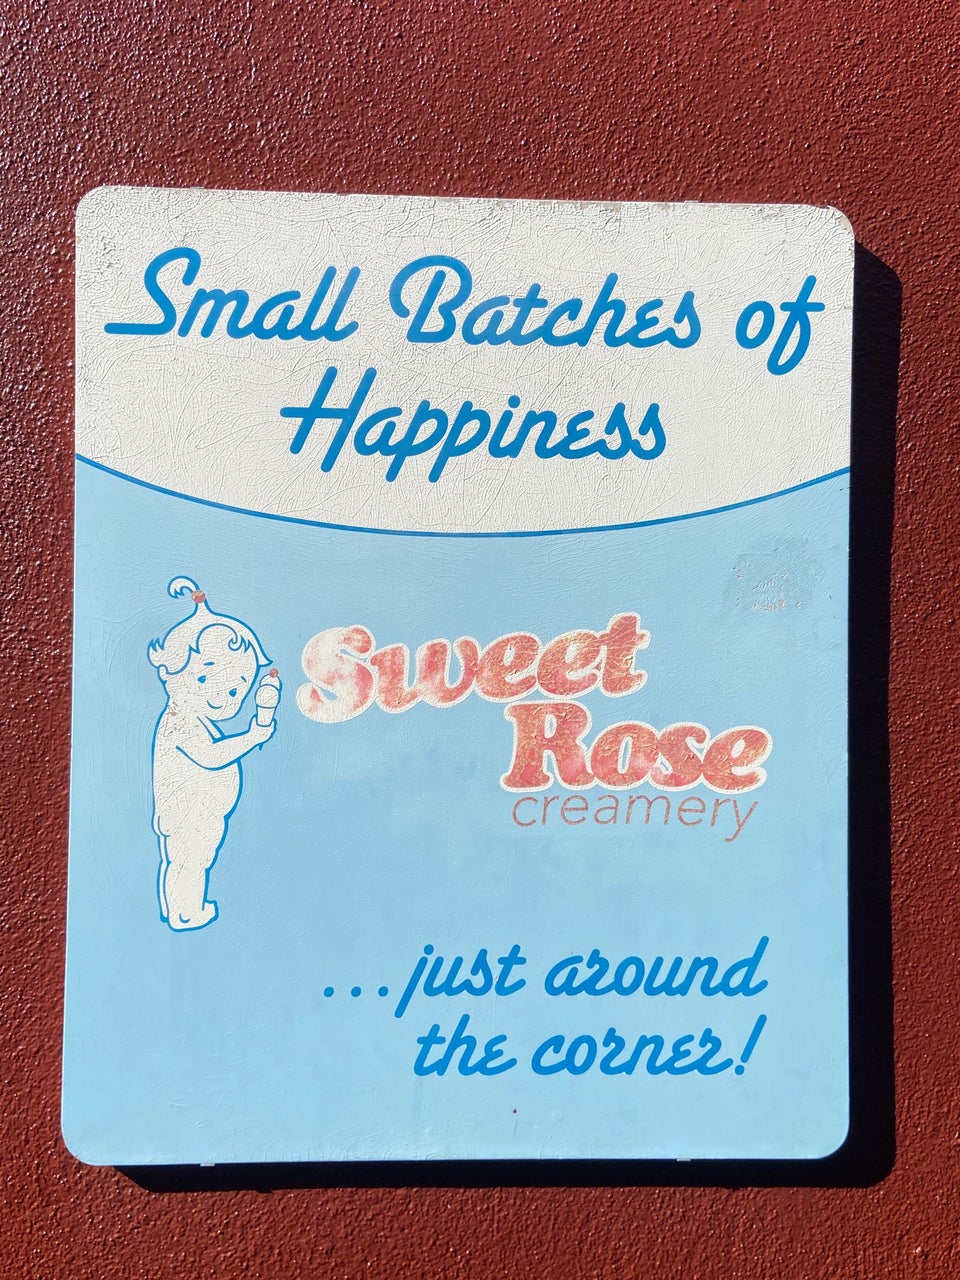 Small Batches of
Happiness
Sweet
Rose
creamery
...just around
the corner!